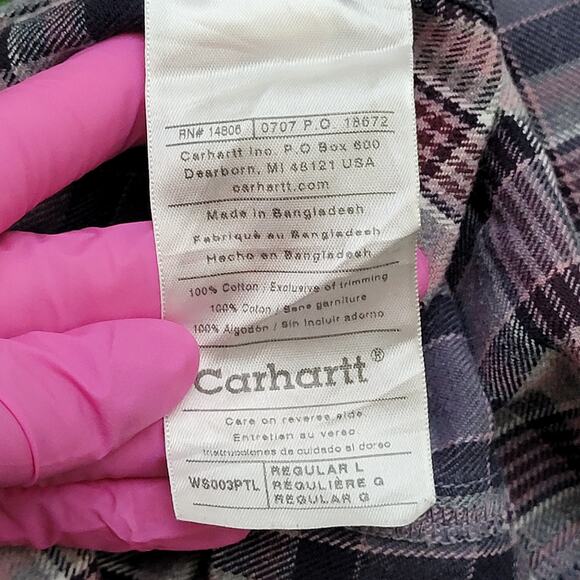 RN# 14806 0707 P.O. 18672
Carhartt Inc. P.O Box 600
Dearborn, MI 48121 USA
carhartt.com
Made in Bangladesh
Fabriqué au Bangladesh
Hecho en Bangladesh
100% Cotton / Exclusive of trimming
100% Coton / Sans garniture
100% Algodon / Sin incluir adorno
Carhartt®
Care on reverse side
Entretien au verso
de cuidado al dorso
WS003PTL
REGULAR L
RÉGULIÈRE G
REGULAR G